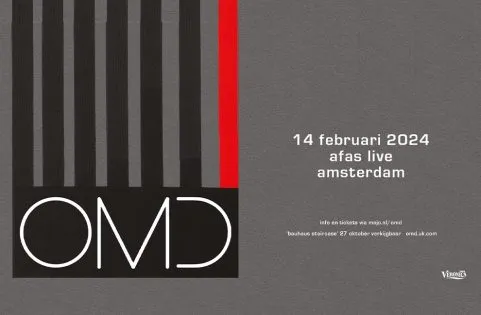 OMD
14 februari 2024
afas live
amsterdam
info en tickets via mojo.nl/omd
'bauhaus staircase' 27 oktober verkrijgbaar omd.uk.com
VERONICA